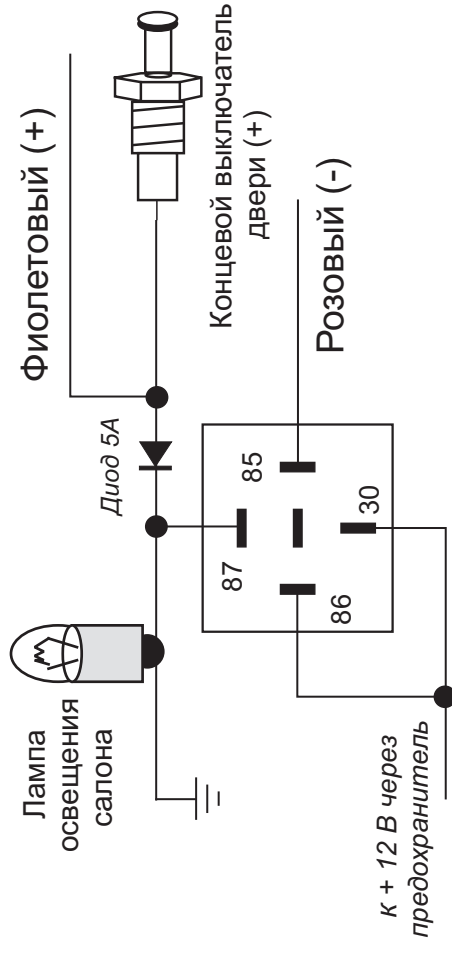 Фиолетовый (+)
Концевой выключатель
двери (+)
Диод 5А
Розовый (-)
85
87
30
86
Лампа
освещения
салона
к + 12 В через
предохранитель